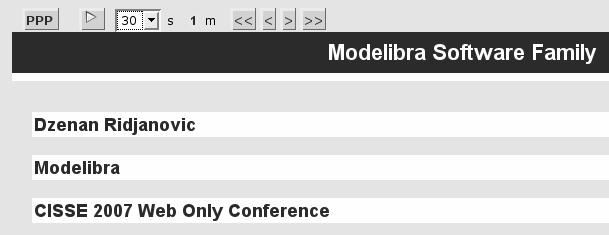 PPP 30 s 1 m << < > >>
Modelibra Software Family
Dzenan Ridjanovic
Modelibra
CISSE 2007 Web Only Conference